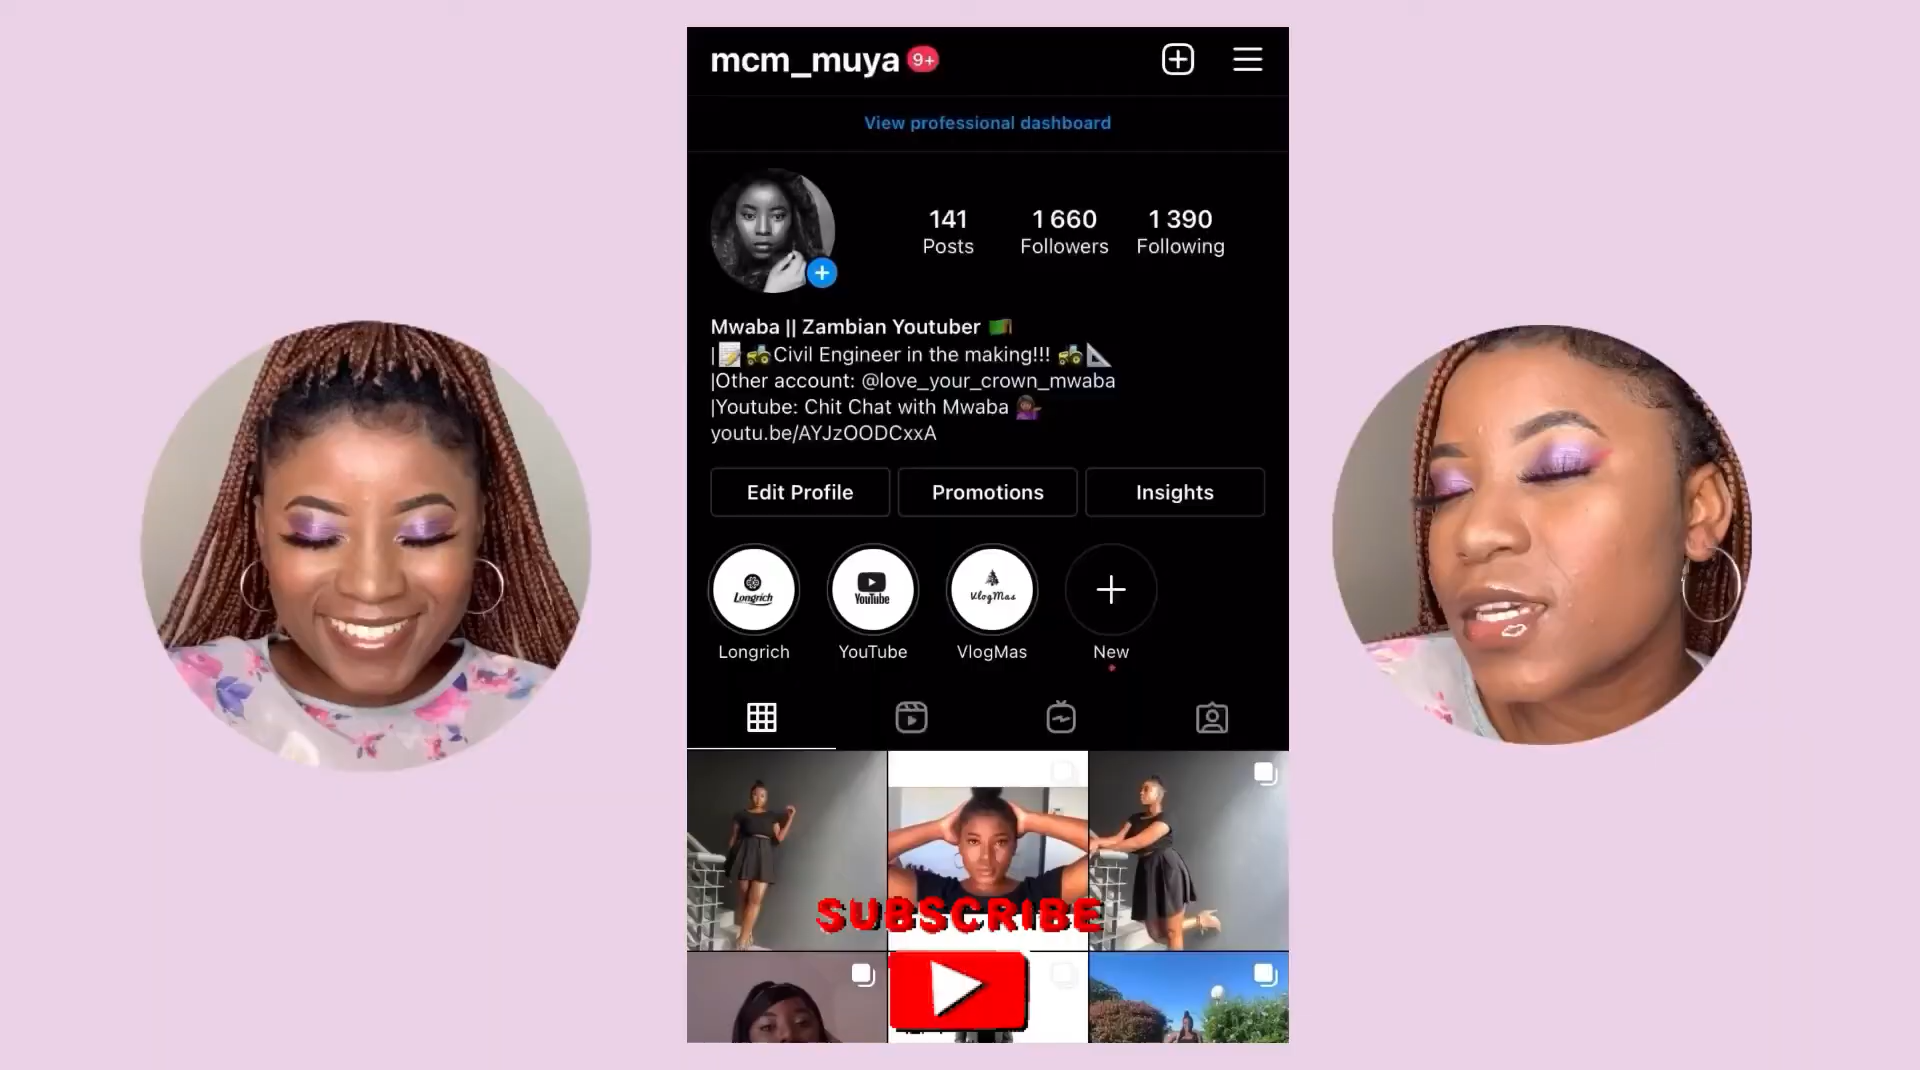 mcm_muya 9+
View professional dashboard
141 1 660 1 390
Posts Followers Following
Mwaba || Zambian Youtuber 🇿🇲
|📝🚜Civil Engineer in the making!!! 🚜📐
|Other account: @love_your_crown_mwaba
|Youtube: Chit Chat with Mwaba 💁🏾‍♀️
youtu.be/AYJzOODCxxA
Edit Profile Promotions Insights
Longrich YouTube VlogMas
Longrich YouTube VlogMas New
SUBSCRIBE